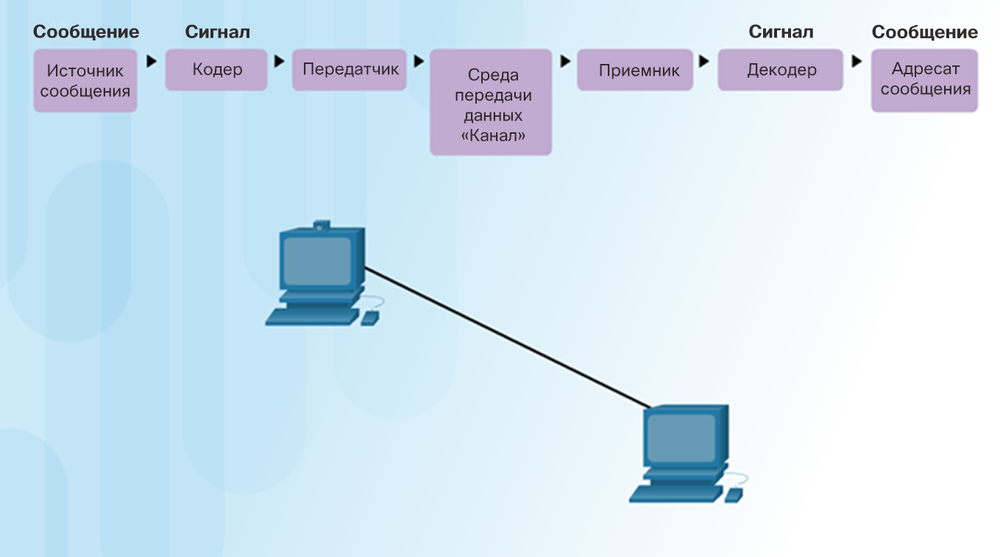 Сообщение
Сигнал
Сигнал
Сообщение
Источник
сообщения
Кодер
Передатчик
Среда
передачи
данных
«Канал»
Приемник
Декодер
Адресат
сообщения